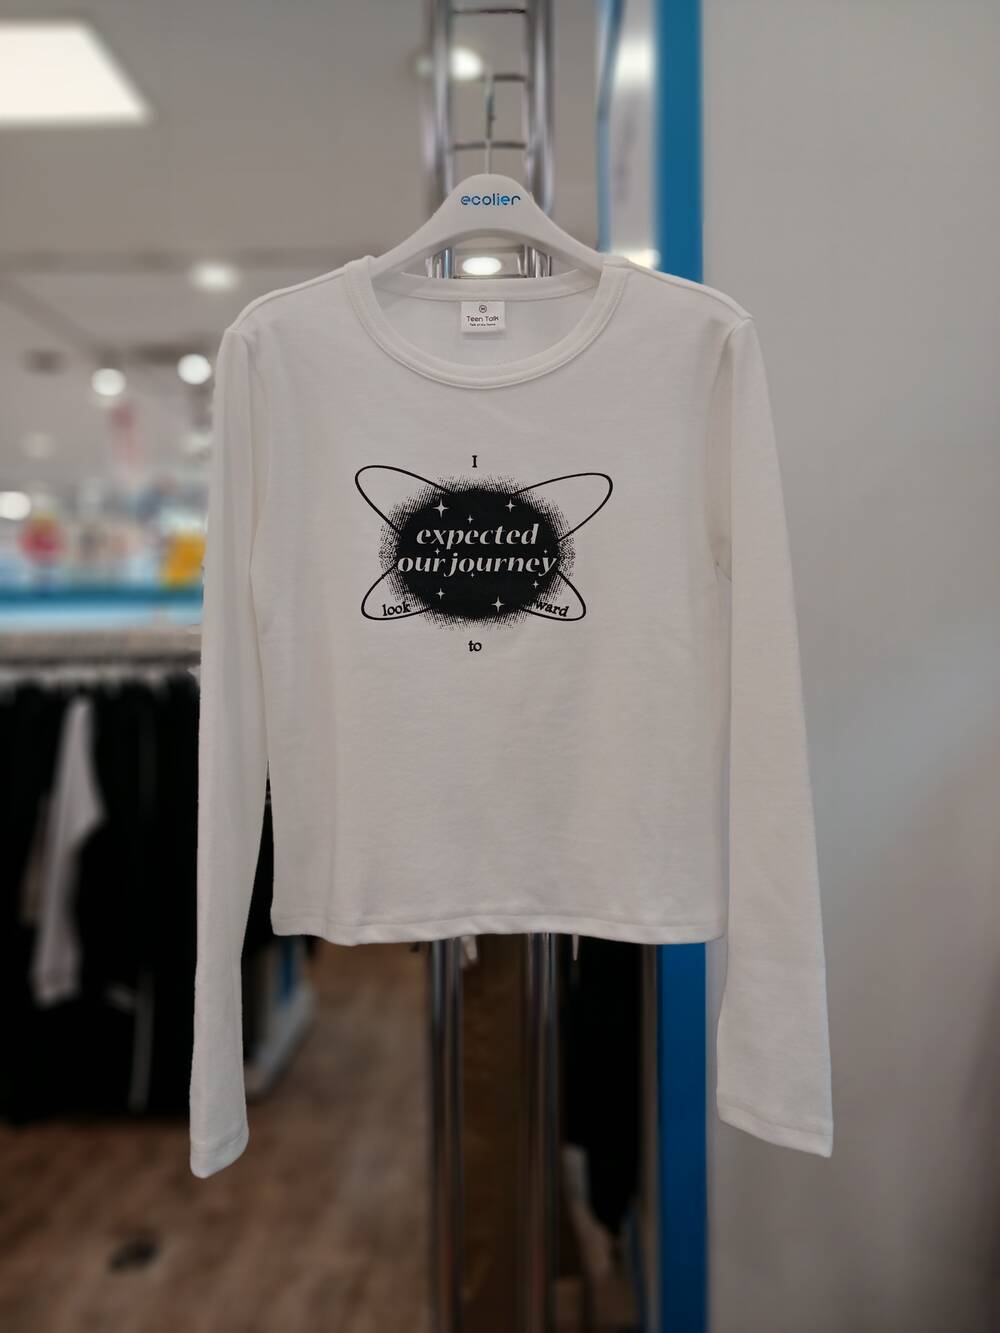 ecolier
M
Teen Talk
I
expected
our journey
look ward
to